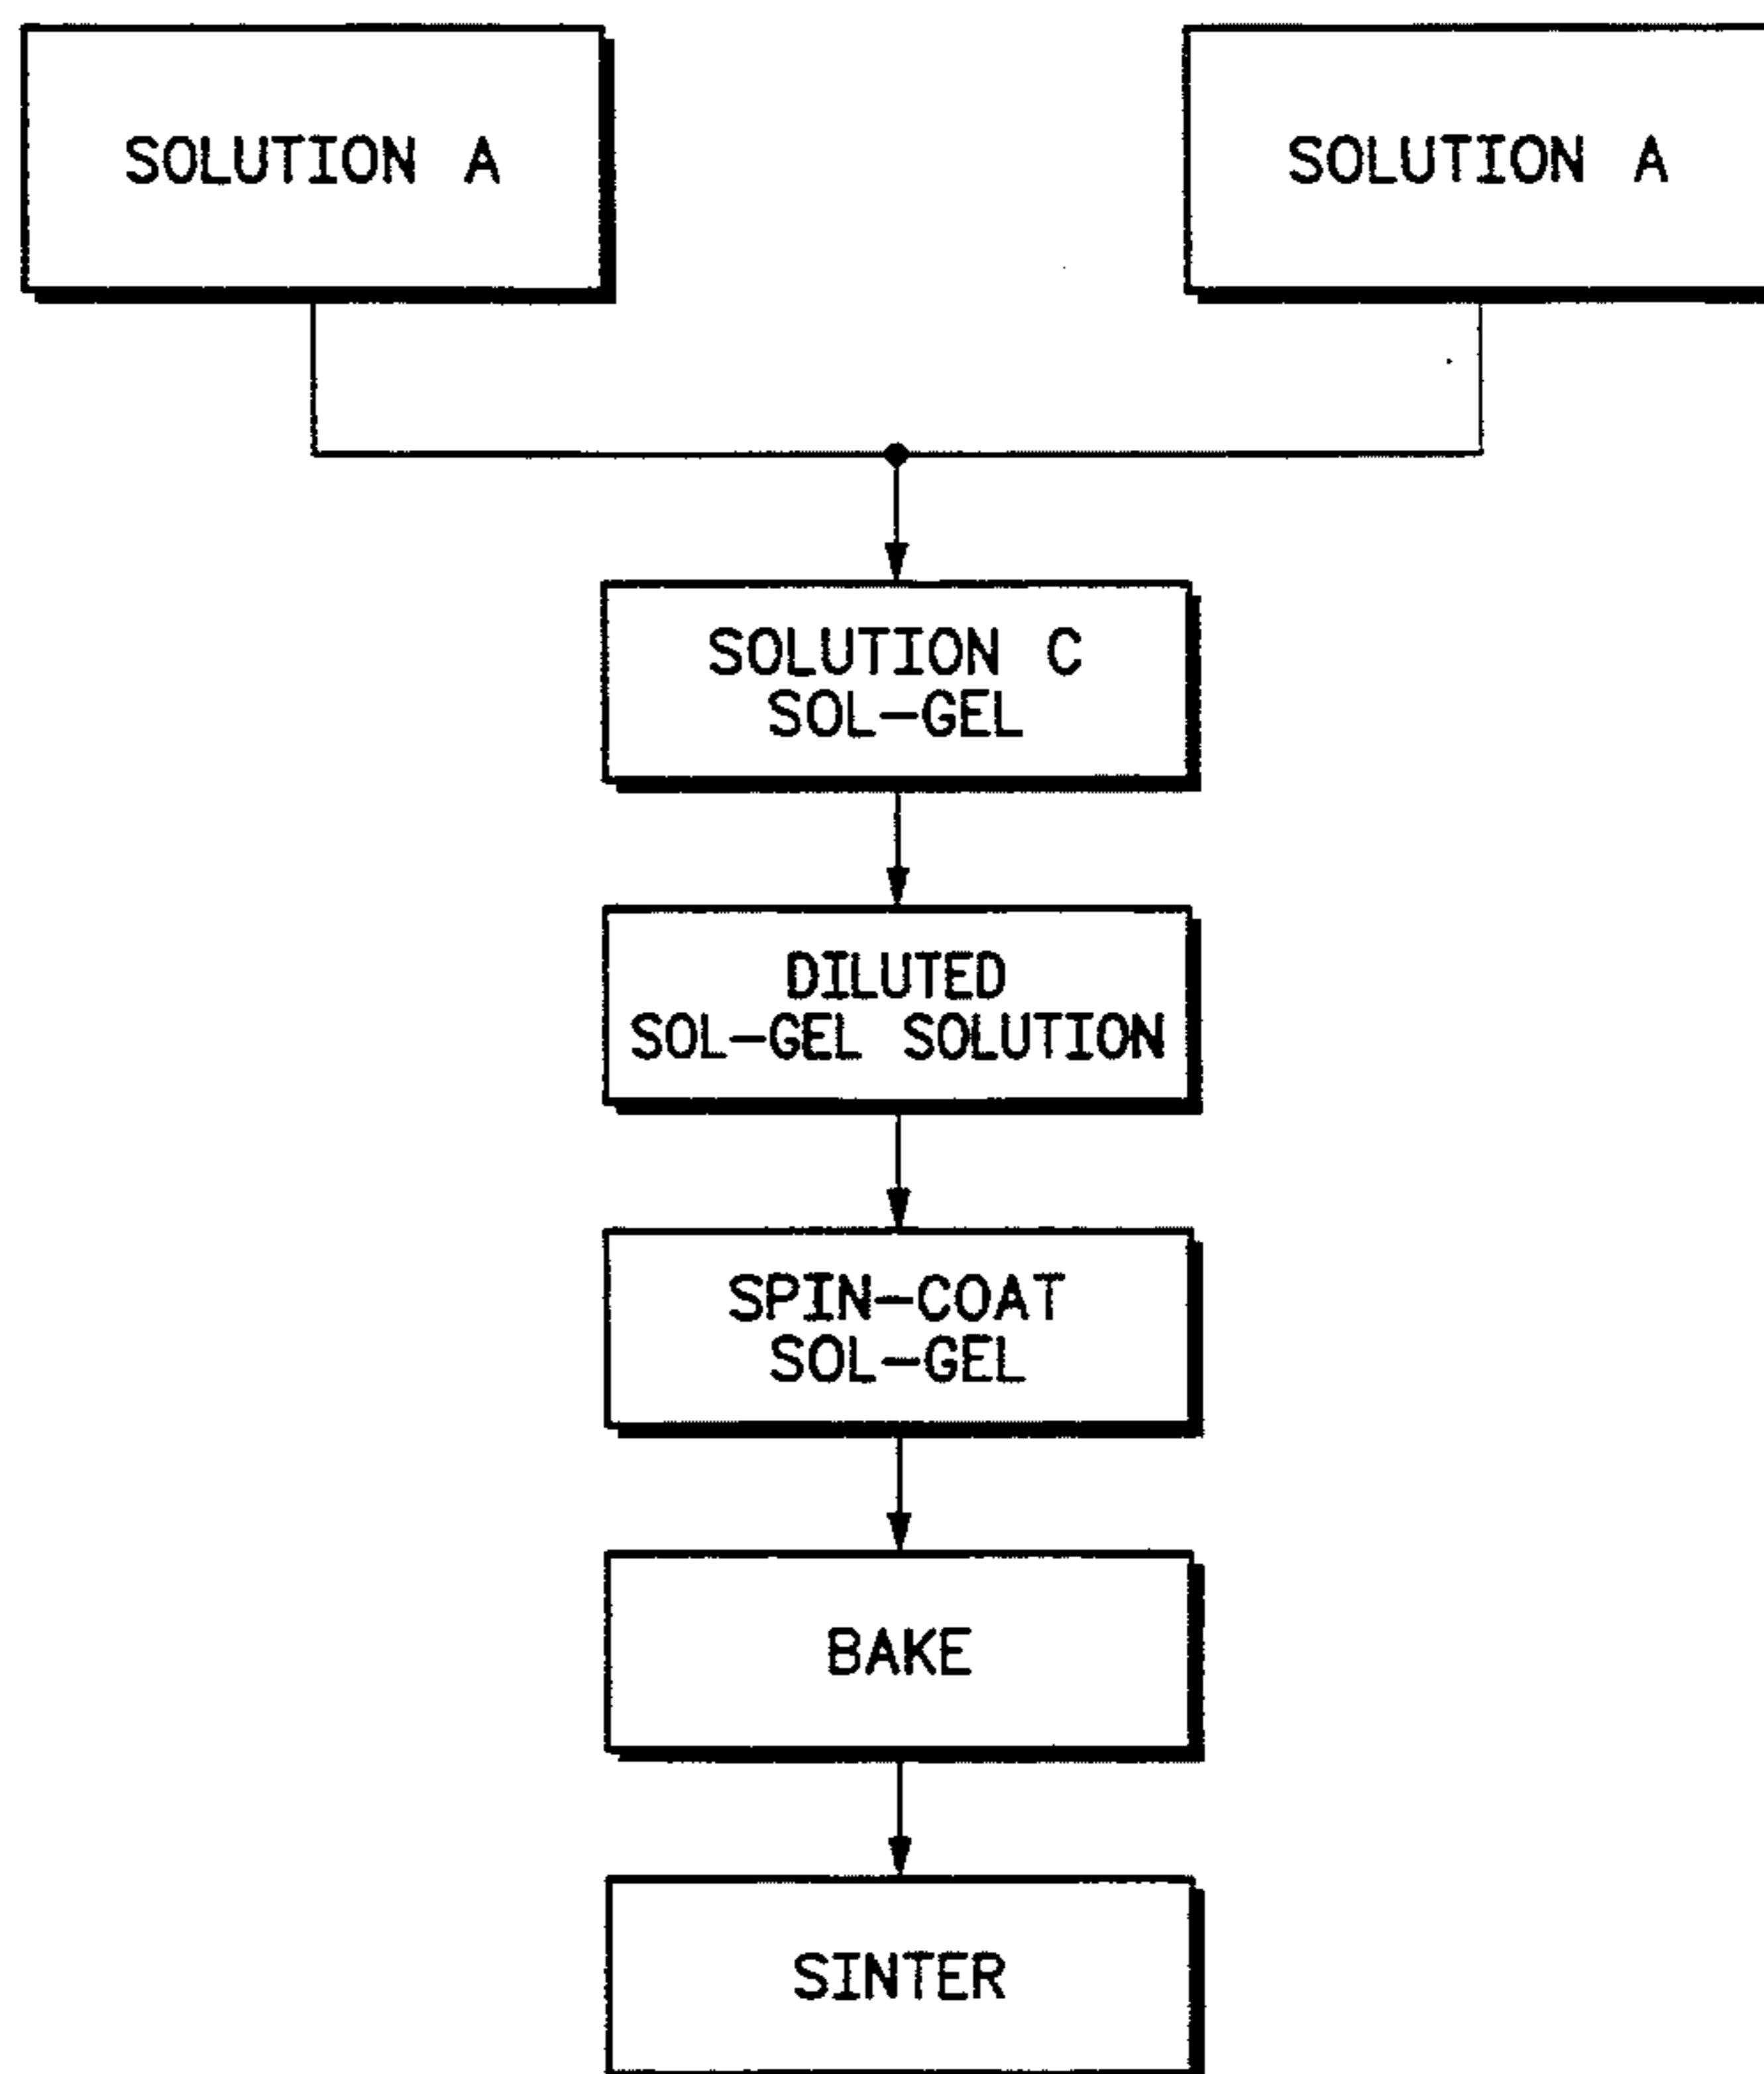 SOLUTION A
SOLUTION A
SOLUTION C
SOL-GEL
DILUTED
SOL-GEL SOLUTION
SPIN-COAT
SOL-GEL
BAKE
SINTER